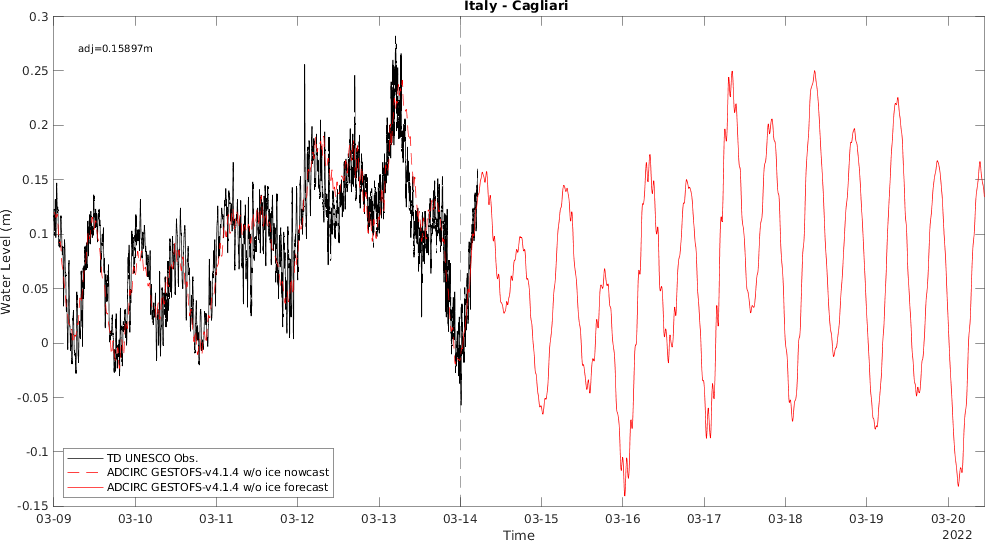 Italy - Cagliari
adj=0.15897m
0.3
0.25
0.2
0.15
0.1
0.05
0
-0.05
-0.1
-0.15
Water Level (m)
TD UNESCO Obs.
ADCIRC GESTOFS-v4.1.4 w/o ice nowcast
ADCIRC GESTOFS-v4.1.4 w/o ice forecast
03-09 03-10 03-11 03-12 03-13 03-14 03-15 03-16 03-17 03-18 03-19 03-20
Time
2022